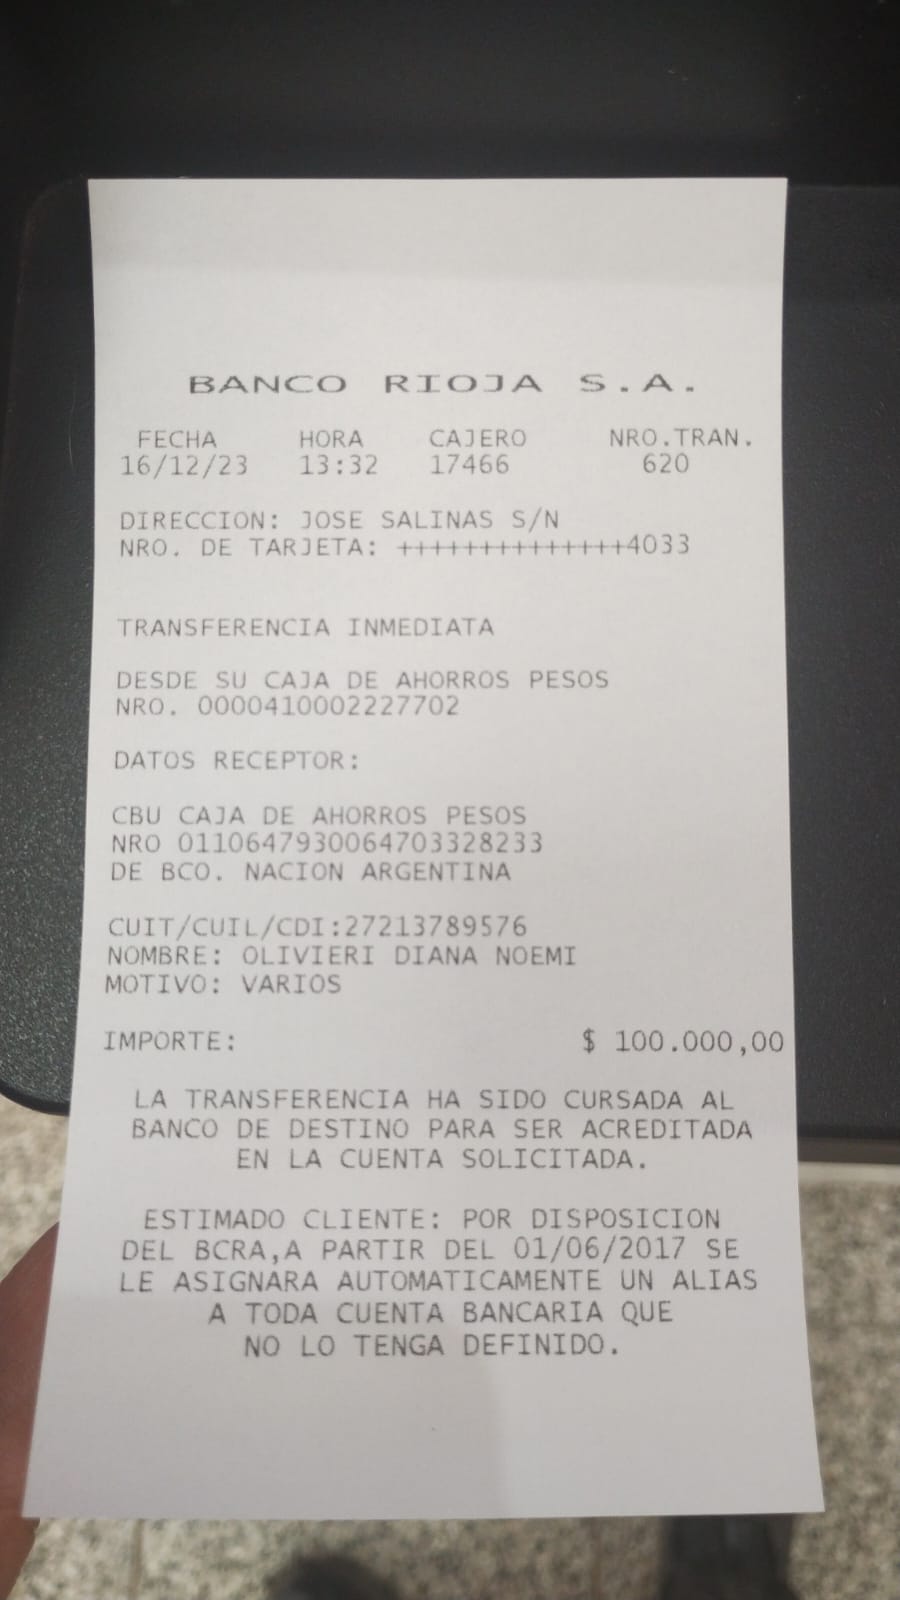 BANCO RIOJA S.A.
FECHA HORA CAJERO NRO.TRAN.
16/12/23 13:32 17466 620
DIRECCION: JOSE SALINAS S/N
NRO. DE TARJETA: ++++++++++++++4033
TRANSFERENCIA INMEDIATA
DESDE SU CAJA DE AHORROS PESOS
NRO. 0000410002227702
DATOS RECEPTOR:
CBU CAJA DE AHORROS PESOS
NRO 0110647930064703328233
DE BCO. NACION ARGENTINA
CUIT/CUIL/CDI:27213789576
NOMBRE: OLIVIERI DIANA NOEMI
MOTIVO: VARIOS
IMPORTE: $ 100.000,00
LA TRANSFERENCIA HA SIDO CURSADA AL
BANCO DE DESTINO PARA SER ACREDITADA
EN LA CUENTA SOLICITADA.
ESTIMADO CLIENTE: POR DISPOSICION
DEL BCRA,A PARTIR DEL 01/06/2017 SE
LE ASIGNARA AUTOMATICAMENTE UN ALIAS
A TODA CUENTA BANCARIA QUE
NO LO TENGA DEFINIDO.